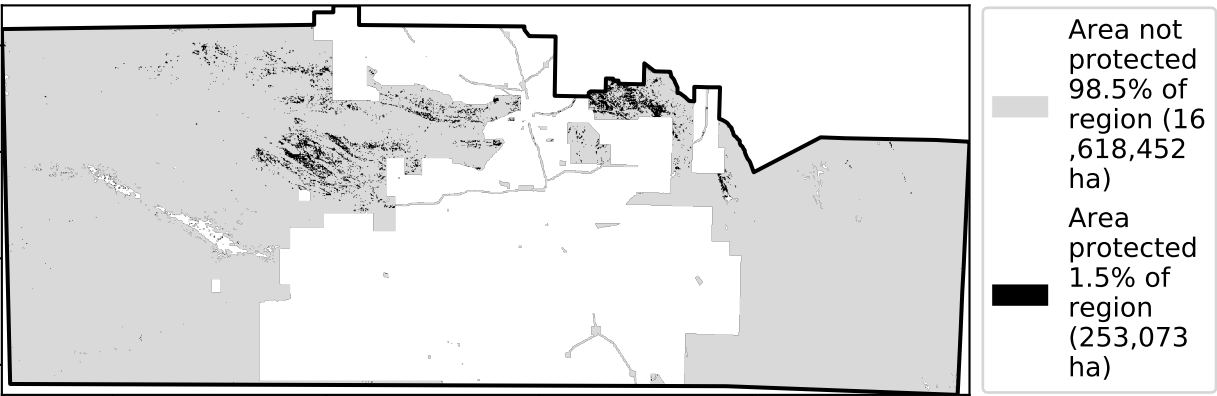 Area not
protected
98.5% of
region (16
,618,452
ha)
Area
protected
1.5% of
region
(253,073
ha)